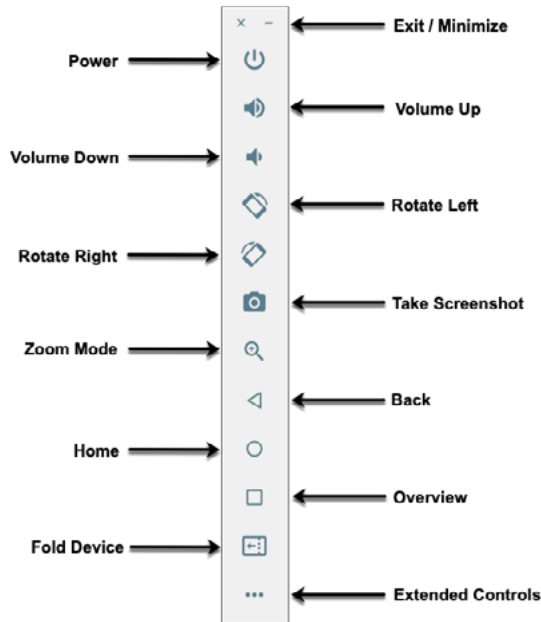 Exit / Minimize
Power
Volume Up
Volume Down
Rotate Left
Rotate Right
Take Screenshot
Zoom Mode
Back
Home
Overview
Fold Device
Extended Controls